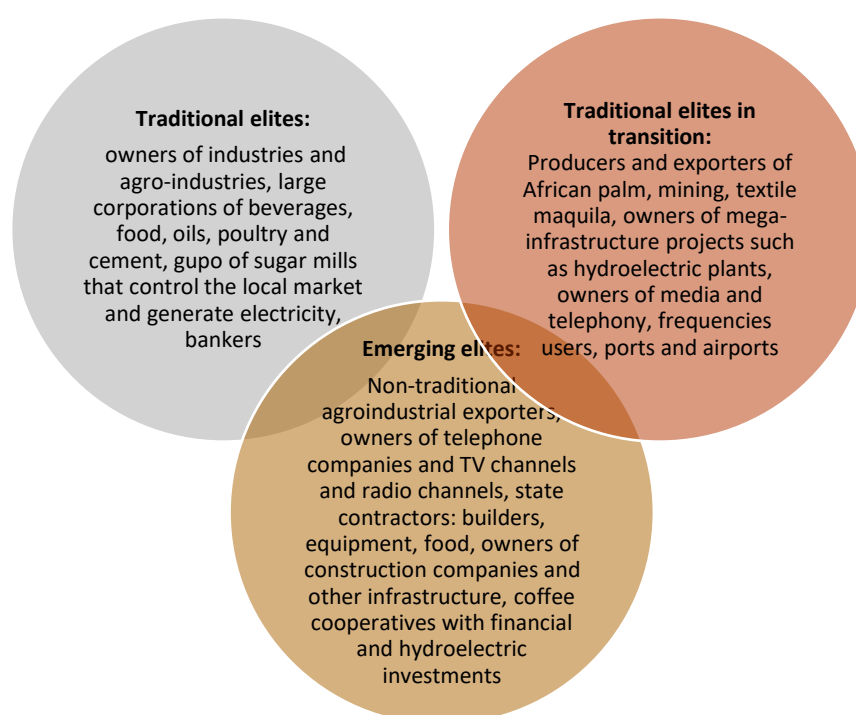 Traditional elites:
owners of industries and
agro-industries, large
corporations of beverages,
food, oils, poultry and
cement, gupo of sugar mills
that control the local market
and generate electricity,
bankers
Traditional elites in
transition:
Producers and exporters of
African palm, mining, textile
maquila, owners of mega-
infrastructure projects such
as hydroelectric plants,
owners of media and
telephony, frequencies
users, ports and airports
Emerging elites:
Non-traditional
agroindustrial exporters,
owners of telephone
companies and TV channels
and radio channels, state
contractors: builders,
equipment, food, owners of
construction companies and
other infrastructure, coffee
cooperatives with financial
and hydroelectric
investments